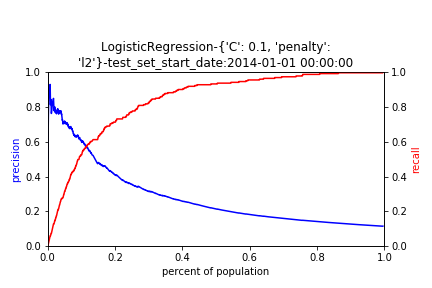 LogisticRegression-{'C': 0.1, 'penalty':
'l2'}-test_set_start_date:2014-01-01 00:00:00
1.0
0.8
0.6
0.4
0.2
0.0
precision
1.0
0.8
0.6
0.4
0.2
0.0
recall
0.0 0.2 0.4 0.6 0.8 1.0
percent of population